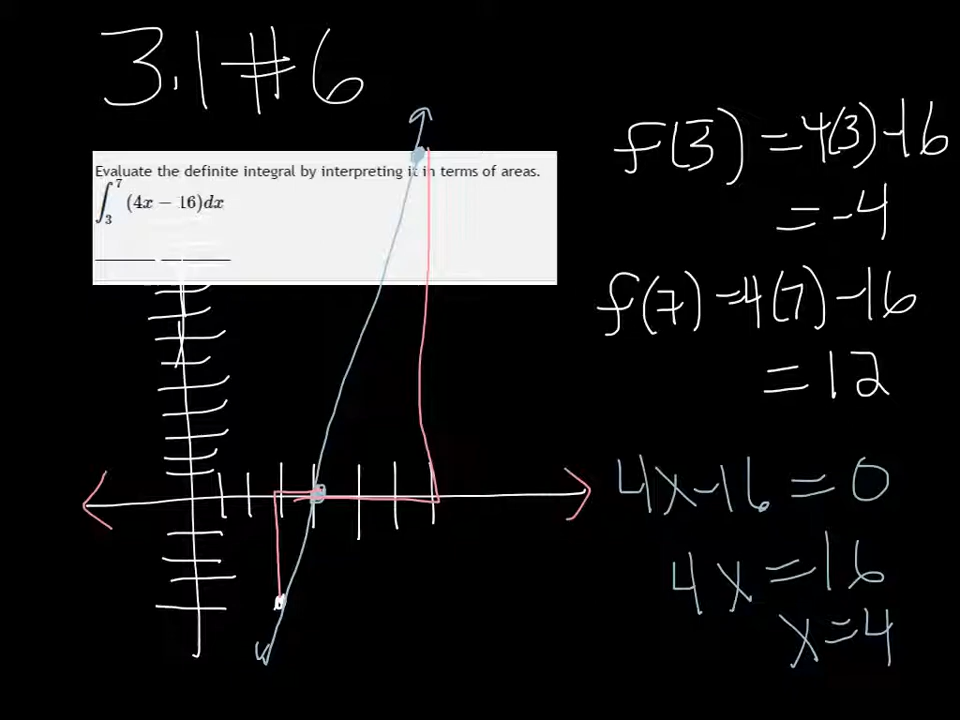 3.1 # 6
Evaluate the definite integral by interpreting it in terms of areas.
∫₃⁷ (4x − 16)dx
f(3) = 4(3) - 16
= -4
f(7) = 4(7) - 16
= 12
4x - 16 = 0
4x = 16
x = 4